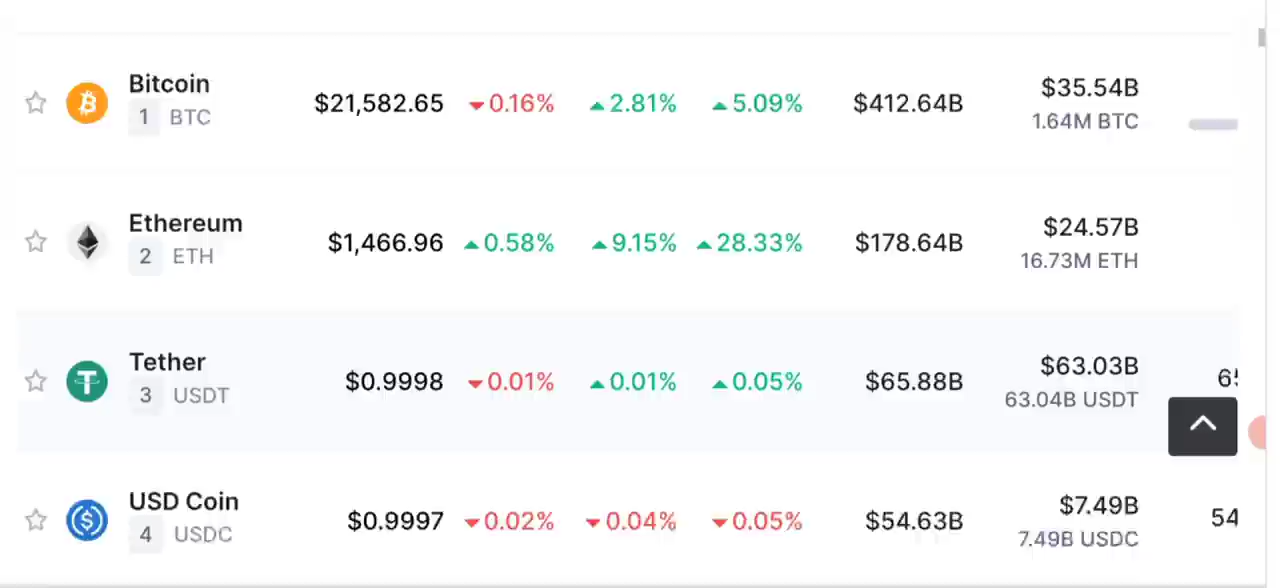 Bitcoin
1 BTC
$21,582.65 0.16% 2.81% 5.09% $412.64B $35.54B
1.64M BTC
Ethereum
2 ETH
$1,466.96 0.58% 9.15% 28.33% $178.64B $24.57B
16.73M ETH
Tether
3 USDT
$0.9998 0.01% 0.01% 0.05% $65.88B $63.03B
63.04B USDT
USD Coin
4 USDC
$0.9997 0.02% 0.04% 0.05% $54.63B $7.49B 54
7.49B USDC